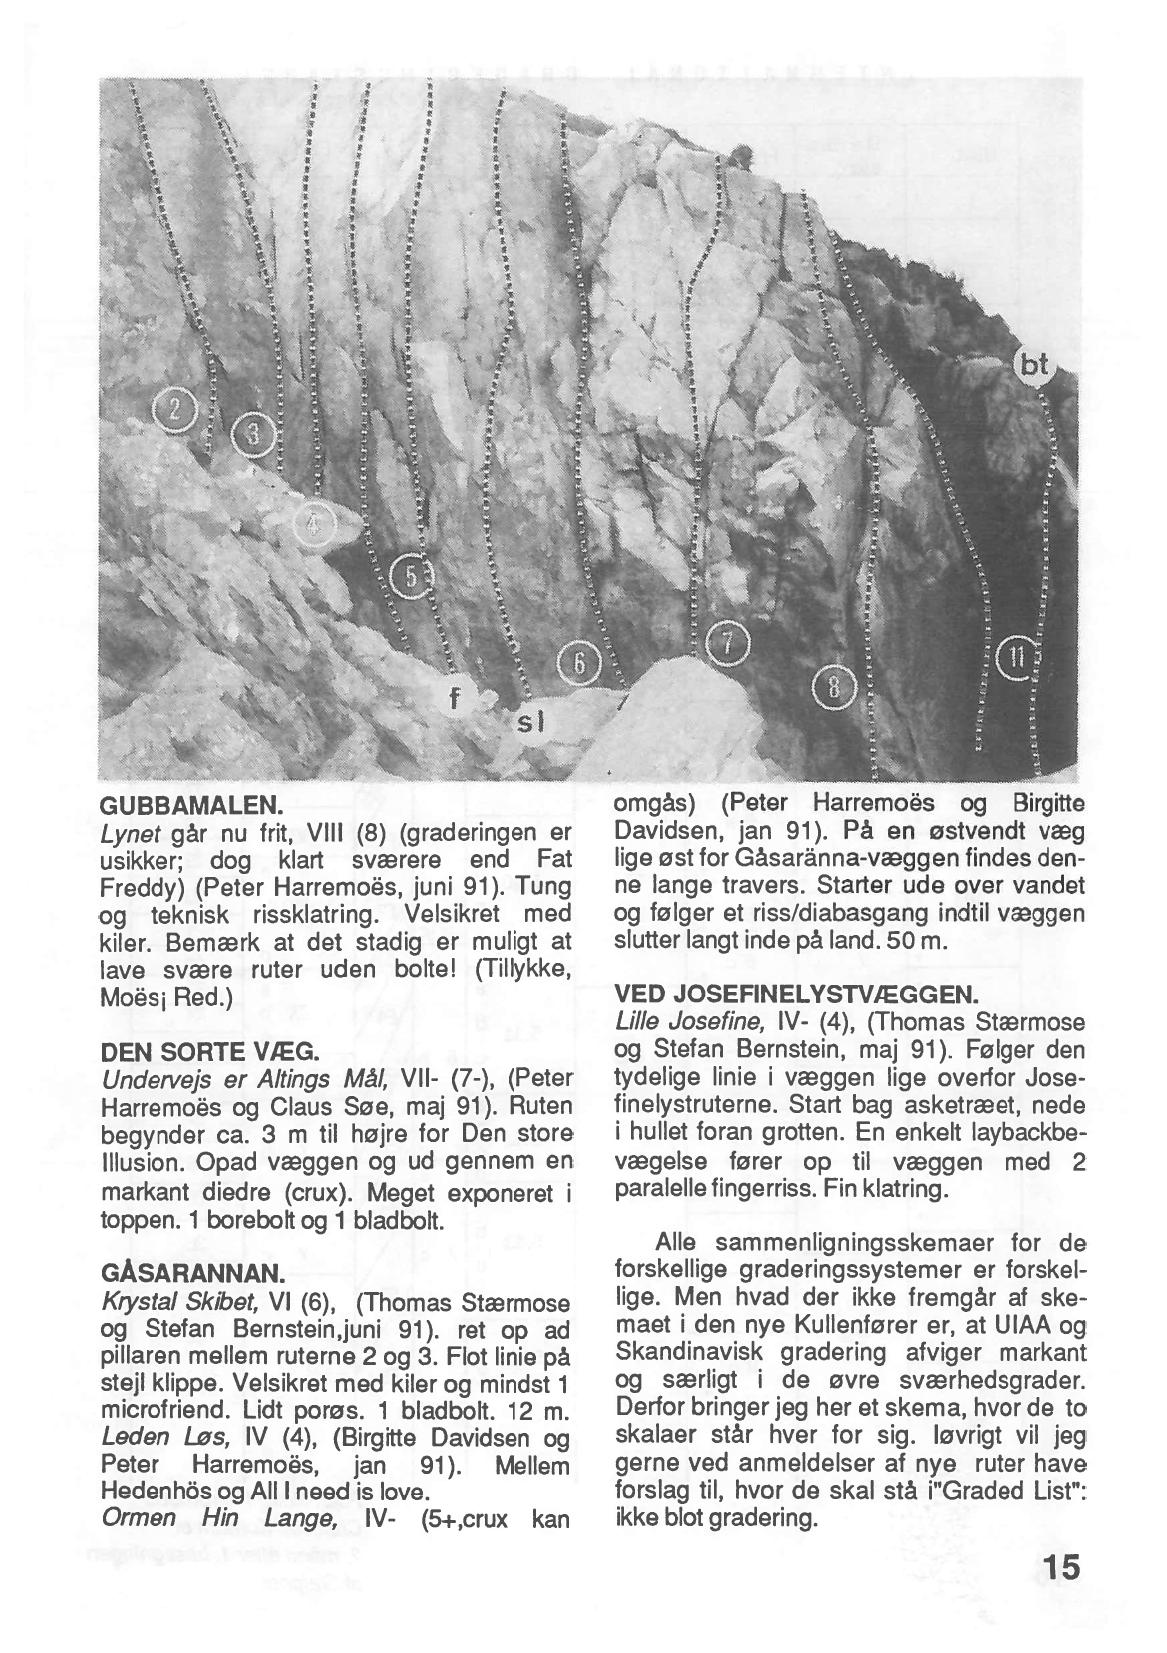 2
3
4
5
6
7
8
11
bt
f
sl
GUBBAMALEN.
Lynet går nu frit, VIII (8) (graderingen er
usikker; dog klart sværere end Fat
Freddy) (Peter Harremoës, juni 91). Tung
og teknisk rissklatring. Velsikret med
kiler. Bemærk at det stadig er muligt at
lave svære ruter uden bolte! (Tillykke,
Moës¡ Red.)
DEN SORTE VÆG.
Undervejs er Altings Mål, VII- (7-), (Peter
Harremoës og Claus Søe, maj 91). Ruten
begynder ca. 3 m til højre for Den store
Illusion. Opad væggen og ud gennem en
markant diedre (crux). Meget exponeret i
toppen. 1 borebolt og 1 bladbolt.
GÅSARANNAN.
Krystal Skibet, VI (6), (Thomas Stærmose
og Stefan Bernstein,juni 91). ret op ad
pillaren mellem ruterne 2 og 3. Flot linie på
stejl klippe. Velsikret med kiler og mindst 1
microfriend. Lidt porøs. 1 bladbolt. 12 m.
Leden Løs, IV (4), (Birgitte Davidsen og
Peter Harremoës, jan 91). Mellem
Hedenhös og All I need is love.
Ormen Hin Lange, IV- (5+,crux kan
omgås) (Peter Harremoës og Birgitte
Davidsen, jan 91). På en østvendt væg
lige øst for Gåsaränna-væggen findes den-
ne lange travers. Starter ude over vandet
og følger et riss/diabasgang indtil væggen
slutter langt inde på land. 50 m.
VED JOSEFINELYSTVÆGGEN.
Lille Josefine, IV- (4), (Thomas Stærmose
og Stefan Bernstein, maj 91). Følger den
tydelige linie i væggen lige overfor Jose-
finelystruterne. Start bag asketræet, nede
i hullet foran grotten. En enkelt laybackbe-
vægelse fører op til væggen med 2
paralelle fingerriss. Fin klatring.
Alle sammenligningsskemaer for de
forskellige graderingssystemer er forskel-
lige. Men hvad der ikke fremgår af ske-
maet i den nye Kullenfører er, at UIAA og
Skandinavisk gradering afviger markant
og særligt i de øvre sværhedsgrader.
Derfor bringer jeg her et skema, hvor de to
skalaer står hver for sig. Iøvrigt vil jeg
gerne ved anmeldelser af nye ruter have
forslag til, hvor de skal stå i"Graded List":
ikke blot gradering.
15